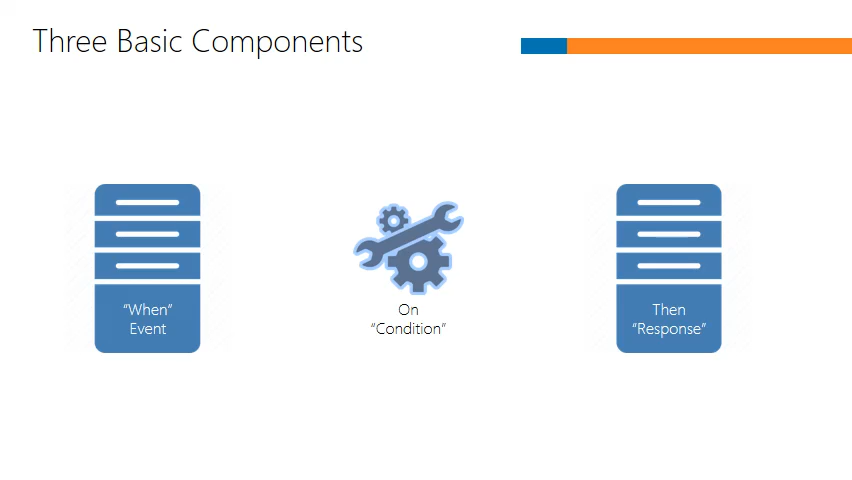 Three Basic Components
“When”
Event
On
“Condition”
Then
“Response”